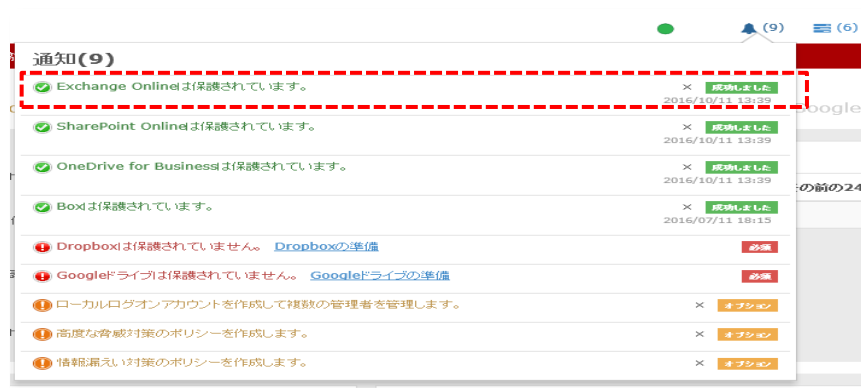 (9)
(6)
通知(9)
Exchange Onlineは保護されています。 × 成功しました
2016/10/11 13:39
oogle
SharePoint Onlineは保護されています。 × 成功しました
2016/10/11 13:39
OneDrive for Businessは保護されています。 × 成功しました
2016/10/11 13:39
の前の24
Boxは保護されています。 × 成功しました
2016/07/11 18:15
Dropboxは保護されていません。 Dropboxの準備 必須
Googleドライブは保護されていません。 Googleドライブの準備 必須
ローカルログオンアカウントを作成して複数の管理者を管理します。 × オプション
高度な脅威対策のポリシーを作成します。 × オプション
情報漏えい対策のポリシーを作成します。 × オプション